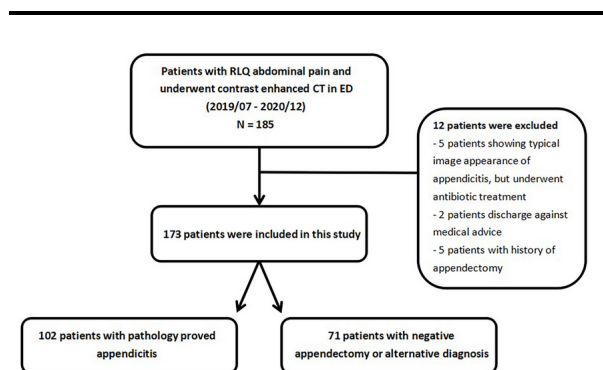 Patients with RLQ abdominal pain and
underwent contrast enhanced CT in ED
(2019/07 - 2020/12)
N = 185
12 patients were excluded
- 5 patients showing typical
image appearance of
appendicitis, but underwent
antibiotic treatment
- 2 patients discharge against
medical advice
- 5 patients with history of
appendectomy
173 patients were included in this study
102 patients with pathology proved
appendicitis
71 patients with negative
appendectomy or alternative diagnosis